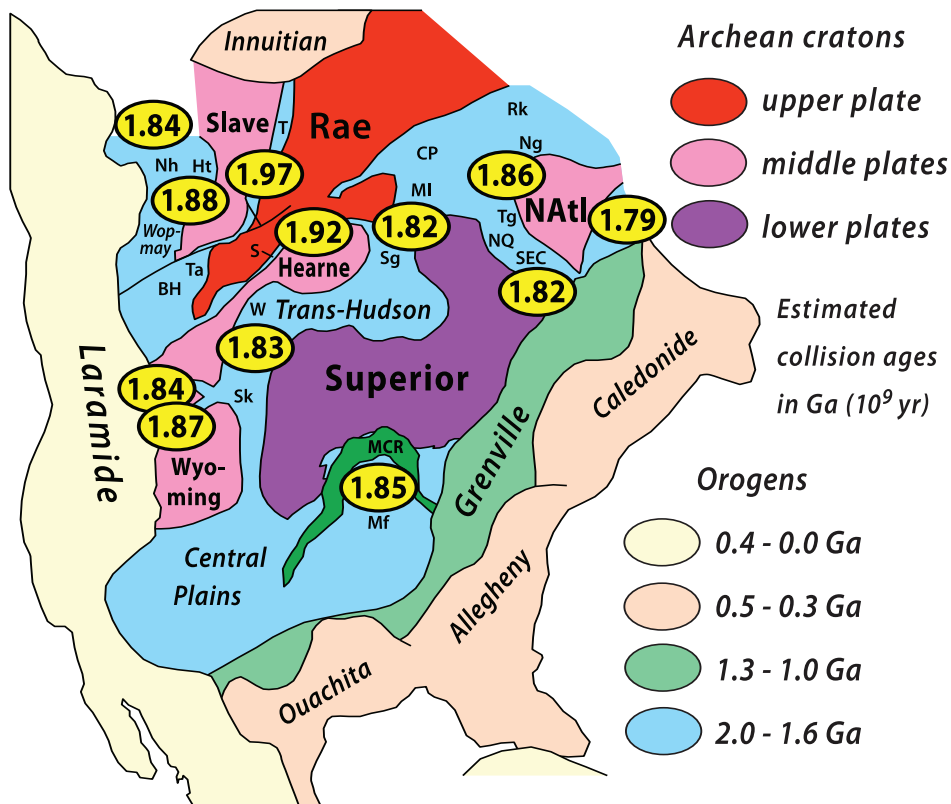 Innuitian
Archean cratons
upper plate
middle plates
lower plates
1.84
Slave
T
Rae
Rk
Nh
Ht
1.97
CP
Ng
1.86
MI
NAtl
1.88
Wop-
may
1.92
1.82
Tg
NQ
SEC
1.79
S
Ta
BH
Hearne
Sg
1.82
W
Trans-Hudson
1.83
Estimated
collision ages
in Ga (10⁹ yr)
Laramide
1.84
1.87
Sk
Superior
Caledonide
Wyo-
ming
MCR
1.85
Mf
Grenville
Orogens
0.4 - 0.0 Ga
0.5 - 0.3 Ga
1.3 - 1.0 Ga
2.0 - 1.6 Ga
Central
Plains
Allegheny
Ouachita